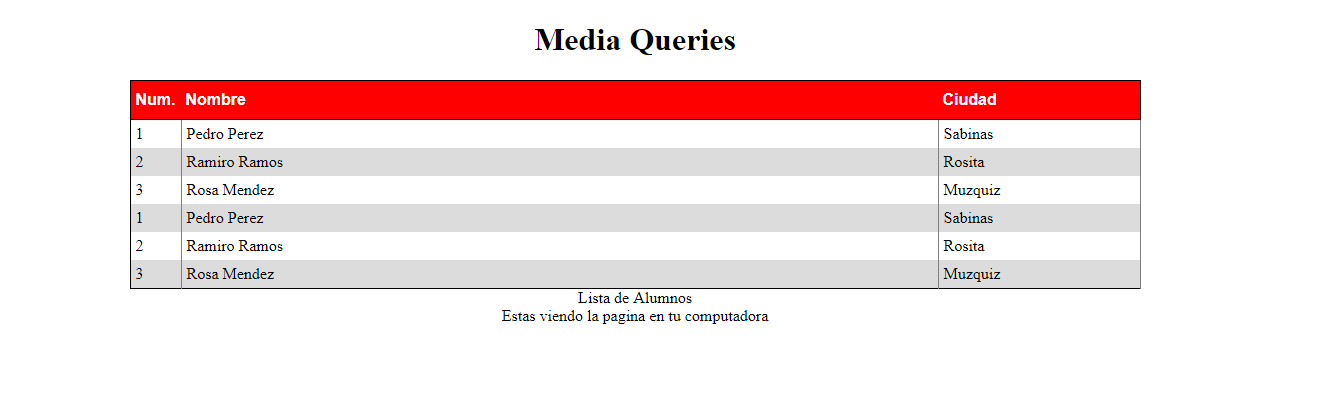 Media Queries
Num. Nombre Ciudad
1 Pedro Perez Sabinas
2 Ramiro Ramos Rosita
3 Rosa Mendez Muzquiz
1 Pedro Perez Sabinas
2 Ramiro Ramos Rosita
3 Rosa Mendez Muzquiz
Lista de Alumnos
Estas viendo la pagina en tu computadora